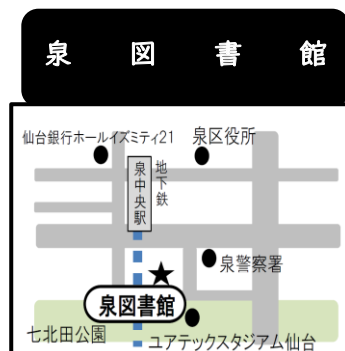 泉図書館
仙台銀行ホールイズミティ21
泉区役所
泉中央駅
地下鉄
泉警察署
泉図書館
七北田公園
ユアテックスタジアム仙台